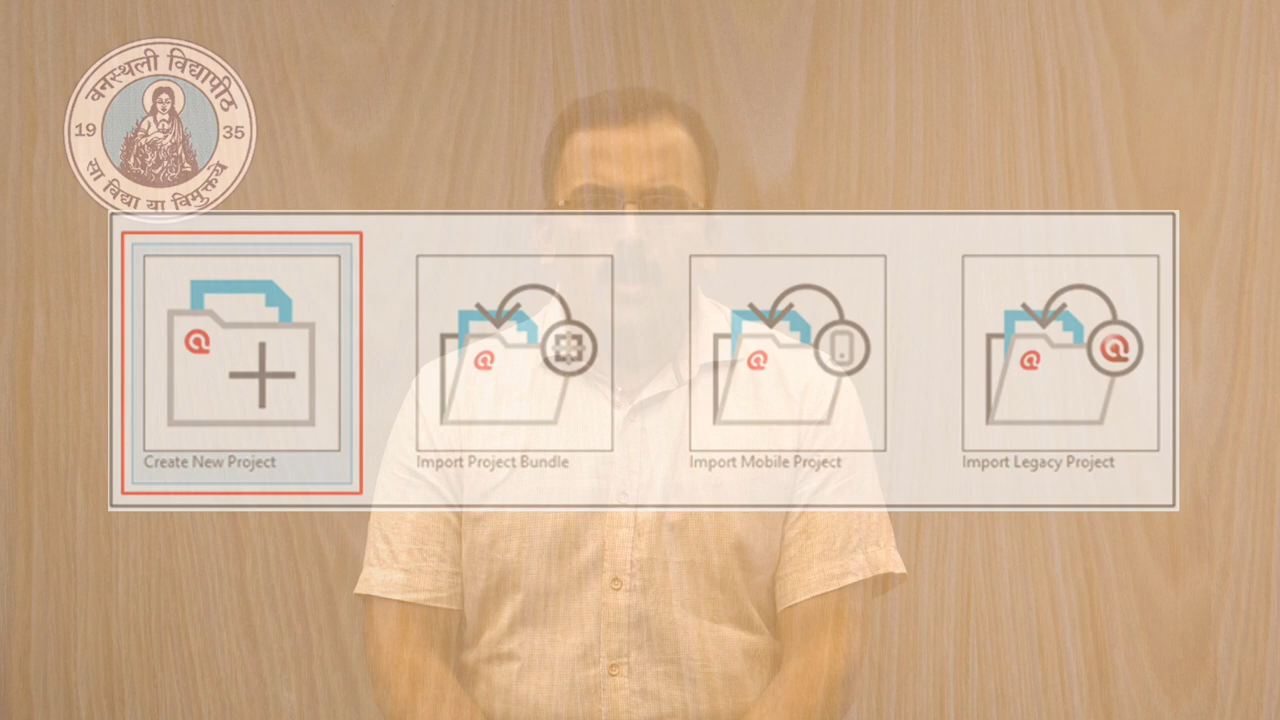 वनस्थली विद्यापीठ
19 35
सा विद्या या विमुक्तये
Create New Project
Import Project Bundle
Import Mobile Project
Import Legacy Project